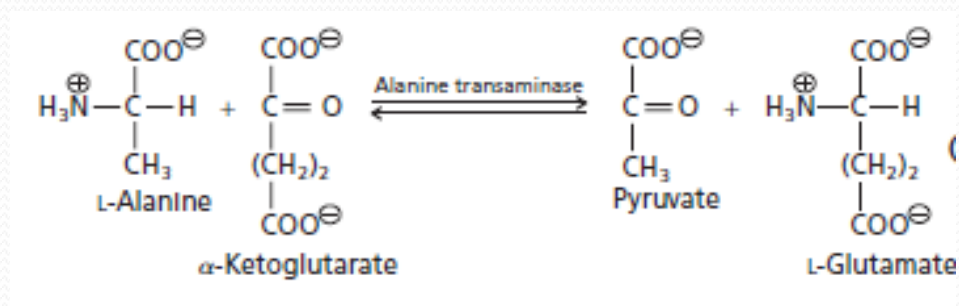 COO⊖ COO⊖ COO⊖ COO⊖
H₃N⊕—C—H + C=O Alanine transaminase C=O + H₃N⊕—C—H
CH₃ (CH₂)₂ CH₃ (CH₂)₂
L-Alanine COO⊖ Pyruvate COO⊖
α-Ketoglutarate L-Glutamate